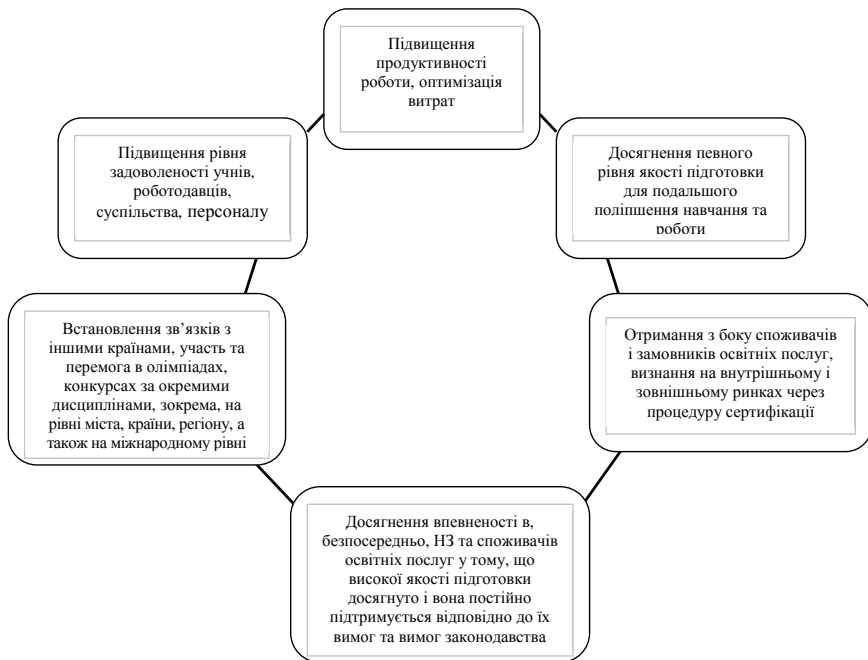 Підвищення
продуктивності
роботи, оптимізація
витрат
Підвищення рівня
задоволеності учнів,
роботодавців,
суспільства, персоналу
Досягнення певного
рівня якості підготовки
для подальшого
поліпшення навчання та
роботи
Встановлення зв’язків з
іншими країнами, участь та
перемога в олімпіадах,
конкурсах за окремими
дисциплінами, зокрема, на
рівні міста, країни, регіону, а
також на міжнародному рівні
Отримання з боку споживачів
і замовників освітніх послуг,
визнання на внутрішньому і
зовнішньому ринках через
процедуру сертифікації
Досягнення впевненості в,
безпосередньо, НЗ та споживачів
освітніх послуг у тому, що
високої якості підготовки
досягнуто і вона постійно
підтримується відповідно до їх
вимог та вимог законодавства